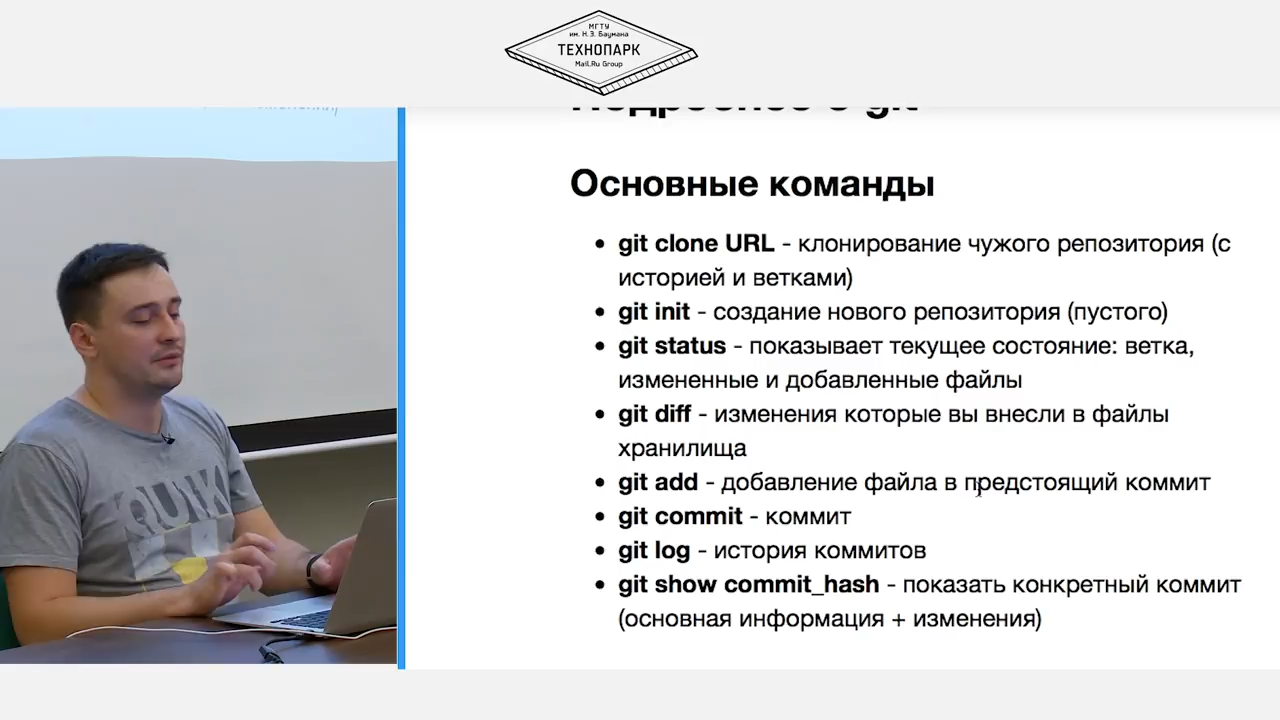 МГТУ
им. Н.Э. Баумана
ТЕХНОПАРК
Mail.Ru Group
Подробнее о git
Основные команды
git clone URL - клонирование чужого репозитория (с
историей и ветками)
git init - создание нового репозитория (пустого)
git status - показывает текущее состояние: ветка,
измененные и добавленные файлы
git diff - изменения которые вы внесли в файлы
хранилища
git add - добавление файла в предстоящий коммит
git commit - коммит
git log - история коммитов
git show commit_hash - показать конкретный коммит
(основная информация + изменения)